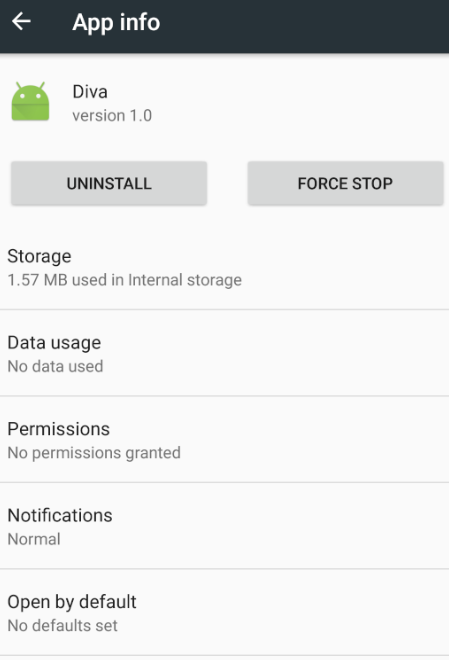 App info
Diva
version 1.0
UNINSTALL
FORCE STOP
Storage
1.57 MB used in Internal storage
Data usage
No data used
Permissions
No permissions granted
Notifications
Normal
Open by default
No defaults set